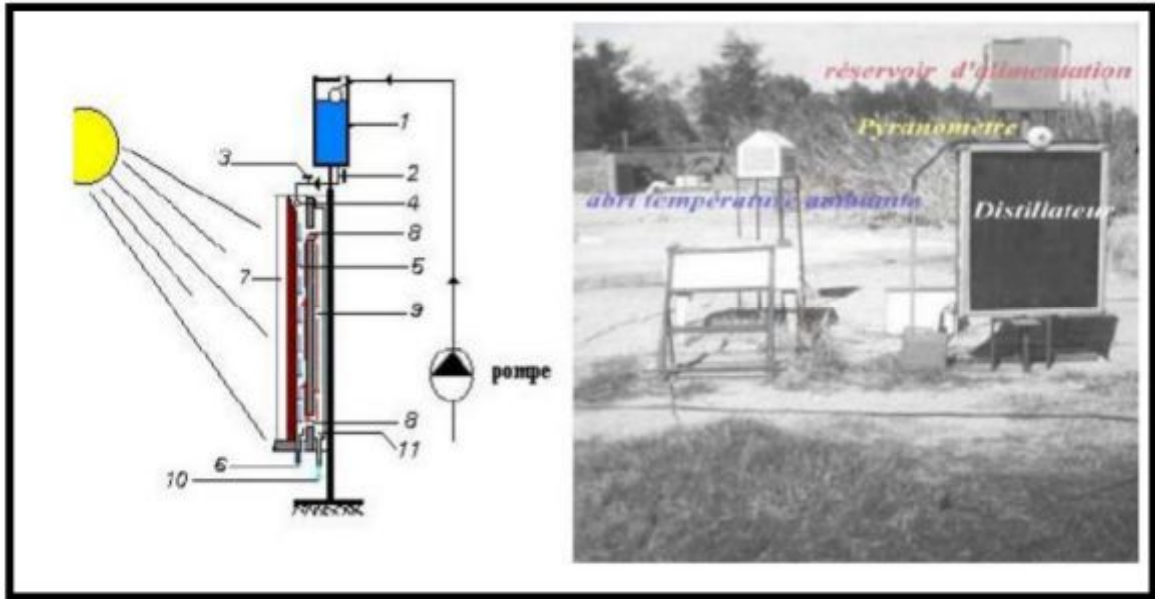 1
2
3
4
8
5
7
9
pompe
8
11
6
10
réservoir d'alimentation
Pyranomètre
abri température ambiante
Distillateur